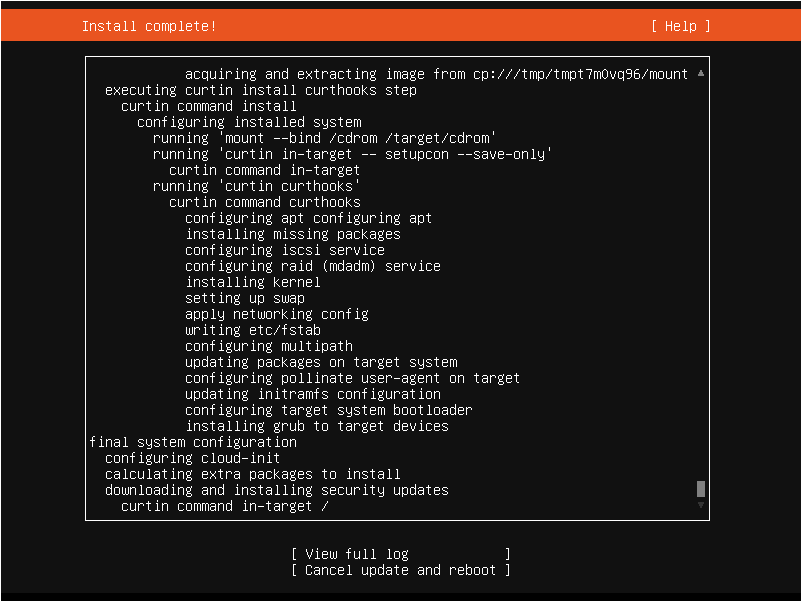 Install complete! [ Help ]
acquiring and extracting image from cp:///tmp/tmpt7m0vq96/mount
executing curtin install curthooks step
curtin command install
configuring installed system
running 'mount --bind /cdrom /target/cdrom'
running 'curtin in-target -- setupcon --save-only'
curtin command in-target
running 'curtin curthooks'
curtin command curthooks
configuring apt configuring apt
installing missing packages
configuring iscsi service
configuring raid (mdadm) service
installing kernel
setting up swap
apply networking config
writing etc/fstab
configuring multipath
updating packages on target system
configuring pollinate user-agent on target
updating initramfs configuration
configuring target system bootloader
installing grub to target devices
final system configuration
configuring cloud-init
calculating extra packages to install
downloading and installing security updates
curtin command in-target /
[ View full log ]
[ Cancel update and reboot ]